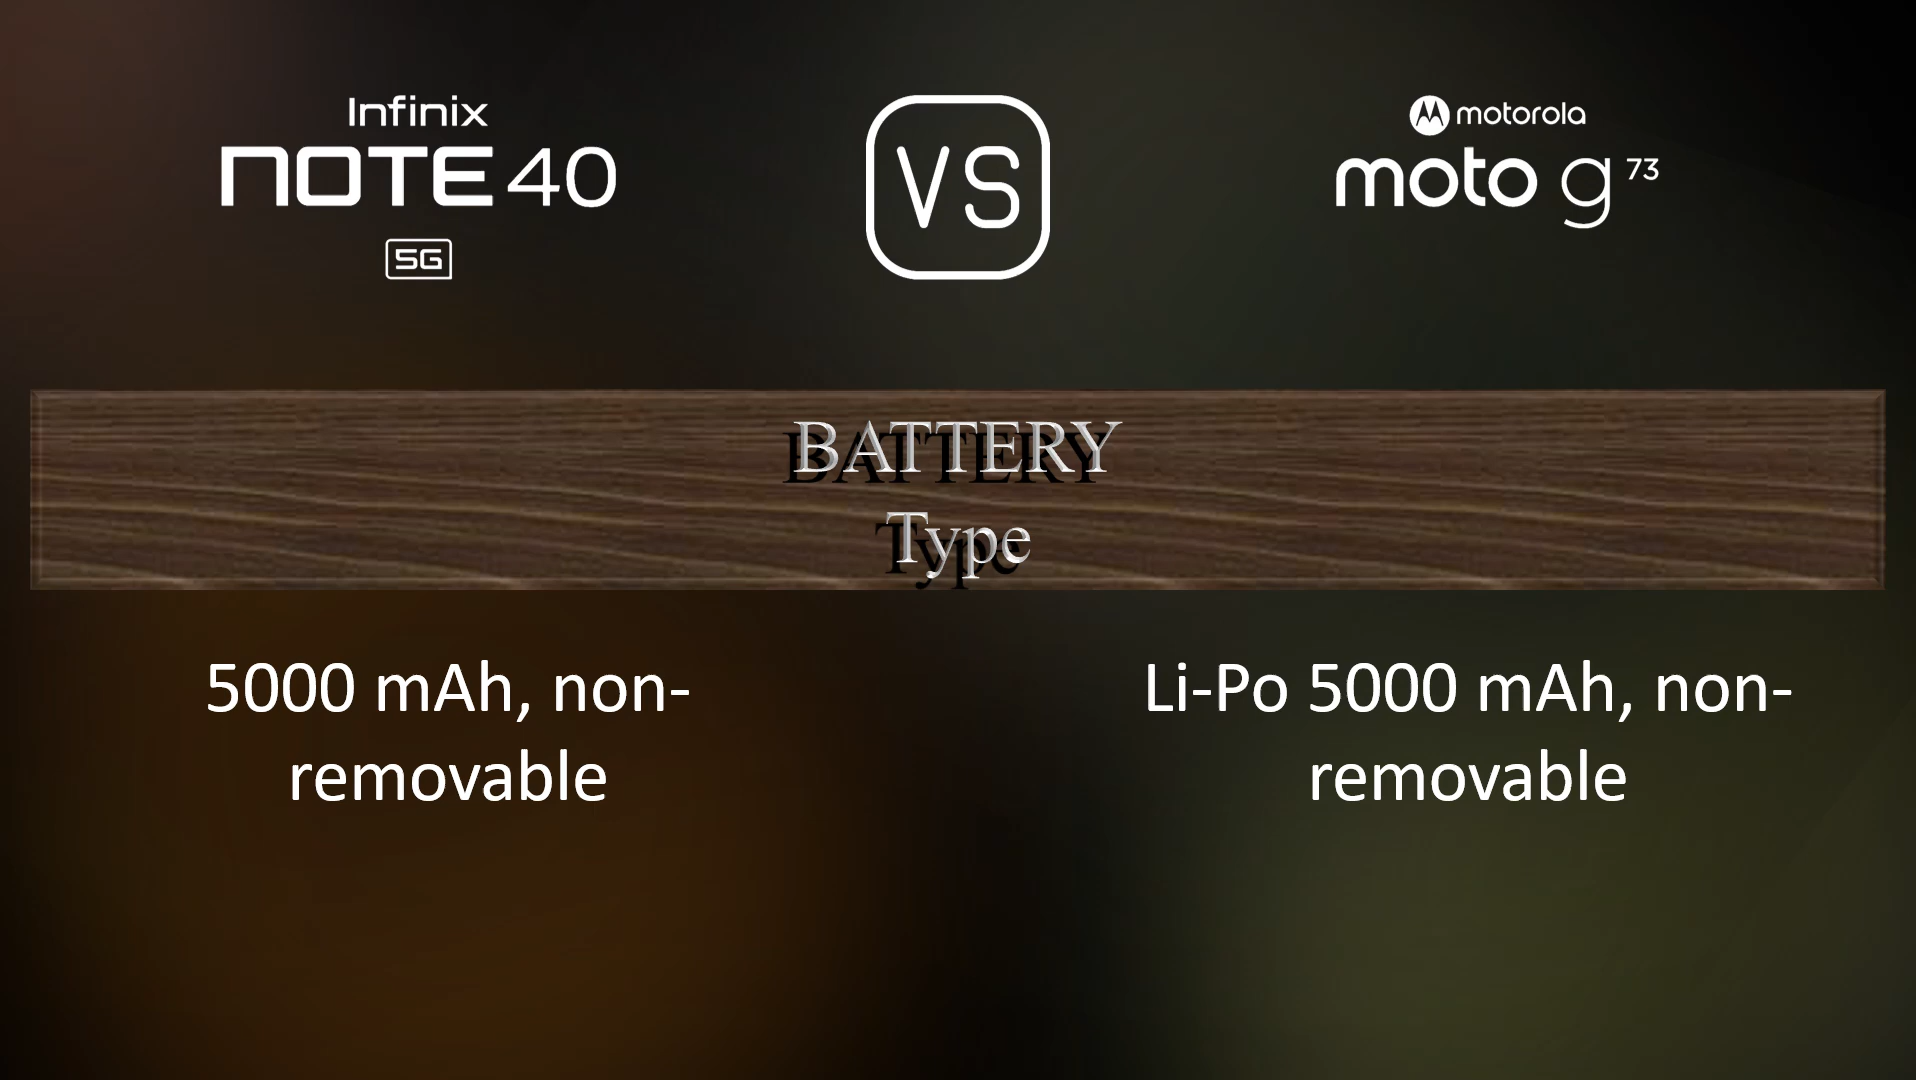 Infinix
NOTE 40
5G
VS
motorola
moto g 73
BATTERY
Type
5000 mAh, non-
removable
Li-Po 5000 mAh, non-
removable